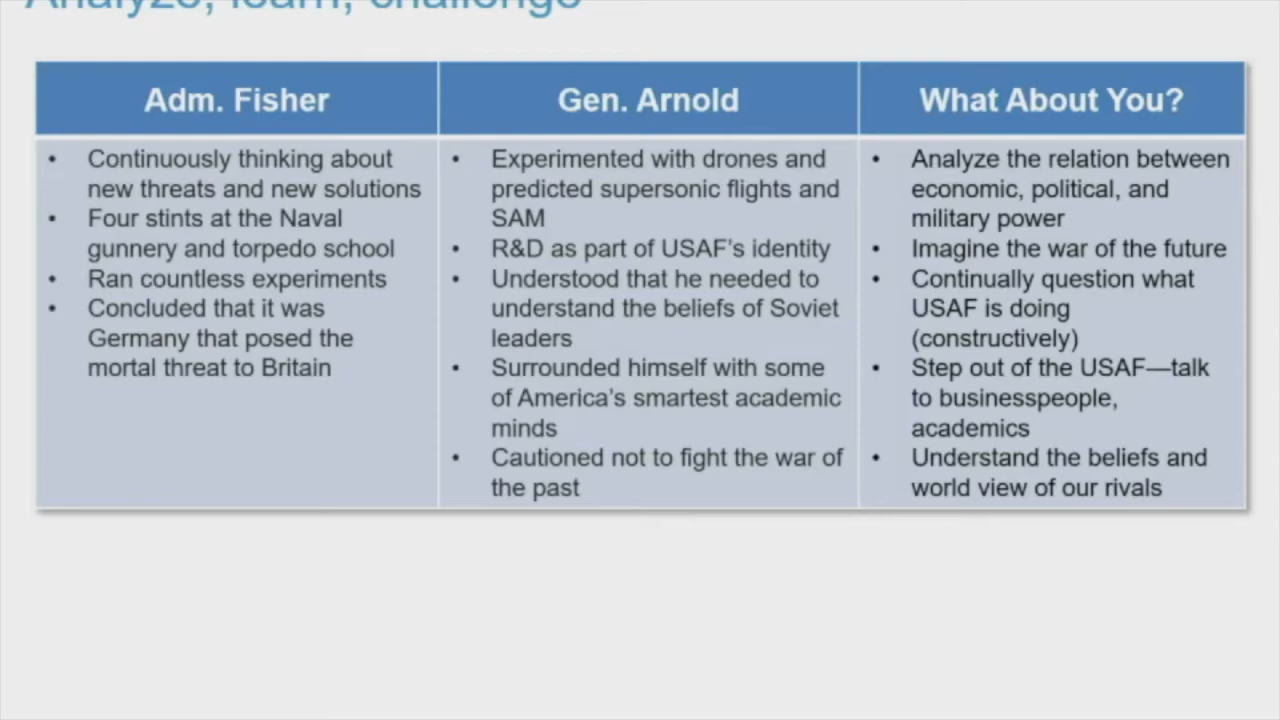 Analyze, learn, challenge
Adm. Fisher
Gen. Arnold
What About You?
• Continuously thinking about
new threats and new solutions
• Four stints at the Naval
gunnery and torpedo school
• Ran countless experiments
• Concluded that it was
Germany that posed the
mortal threat to Britain
• Experimented with drones and
predicted supersonic flights and
SAM
• R&D as part of USAF’s identity
• Understood that he needed to
understand the beliefs of Soviet
leaders
• Surrounded himself with some
of America’s smartest academic
minds
• Cautioned not to fight the war of
the past
• Analyze the relation between
economic, political, and
military power
• Imagine the war of the future
• Continually question what
USAF is doing
(constructively)
• Step out of the USAF—talk
to businesspeople,
academics
• Understand the beliefs and
world view of our rivals